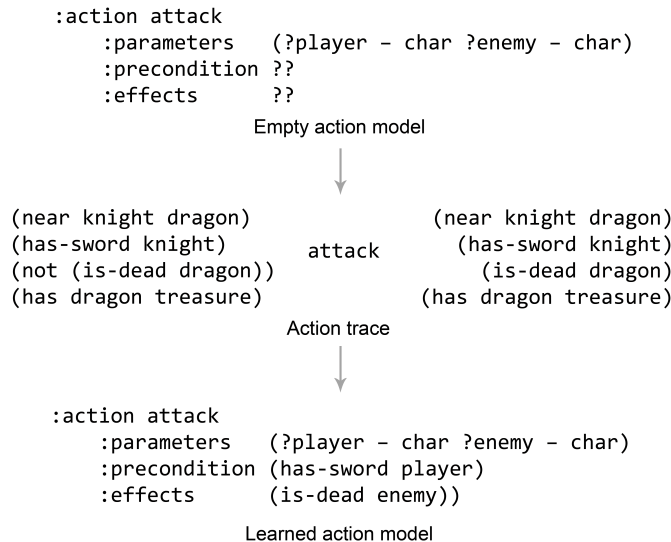 :action attack
:parameters (?player – char ?enemy – char)
:precondition ??
:effects ??
Empty action model
(near knight dragon)
(has-sword knight)
(not (is-dead dragon))
(has dragon treasure)
attack
(near knight dragon)
(has-sword knight)
(is-dead dragon)
(has dragon treasure)
Action trace
:action attack
:parameters (?player – char ?enemy – char)
:precondition (has-sword player)
:effects (is-dead enemy))
Learned action model